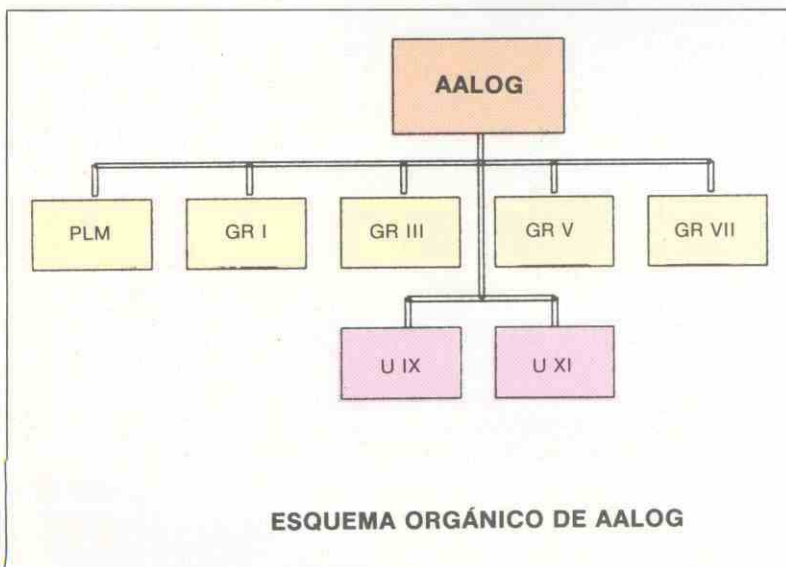 AALOG
PLM
GR I
GR III
GR V
GR VII
U IX
U XI
ESQUEMA ORGÁNICO DE AALOG